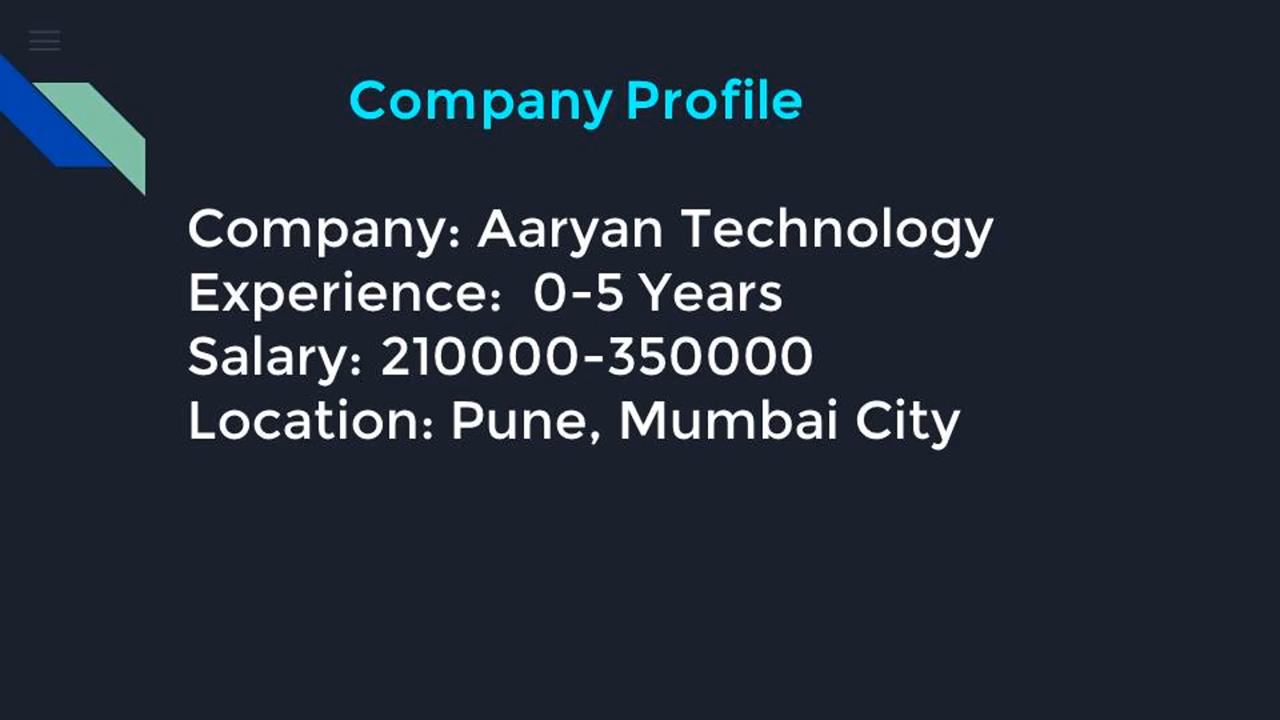 Company Profile
Company: Aaryan Technology
Experience:  0-5 Years
Salary: 210000-350000
Location: Pune, Mumbai City